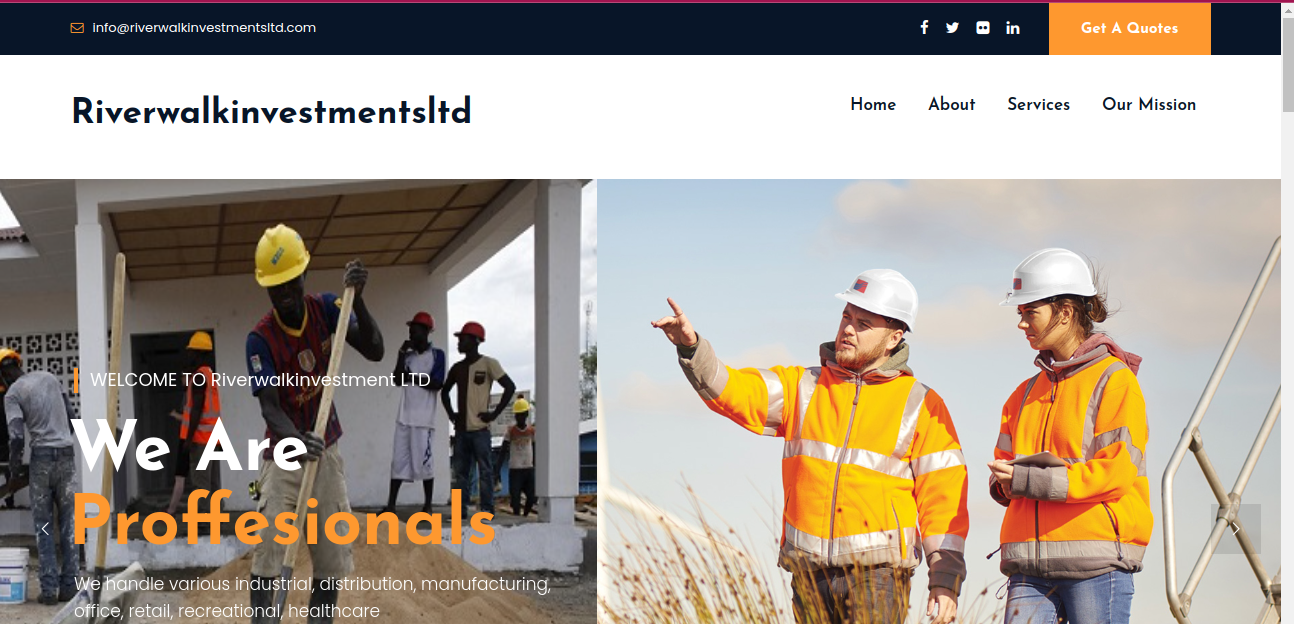 info@riverwalkinvestmentsltd.com
Get A Quotes
Riverwalkinvestmentsltd
Home About Services Our Mission
WELCOME TO Riverwalkinvestment LTD
We Are
Proffesionals
We handle various industrial, distribution, manufacturing,
office, retail, recreational, healthcare